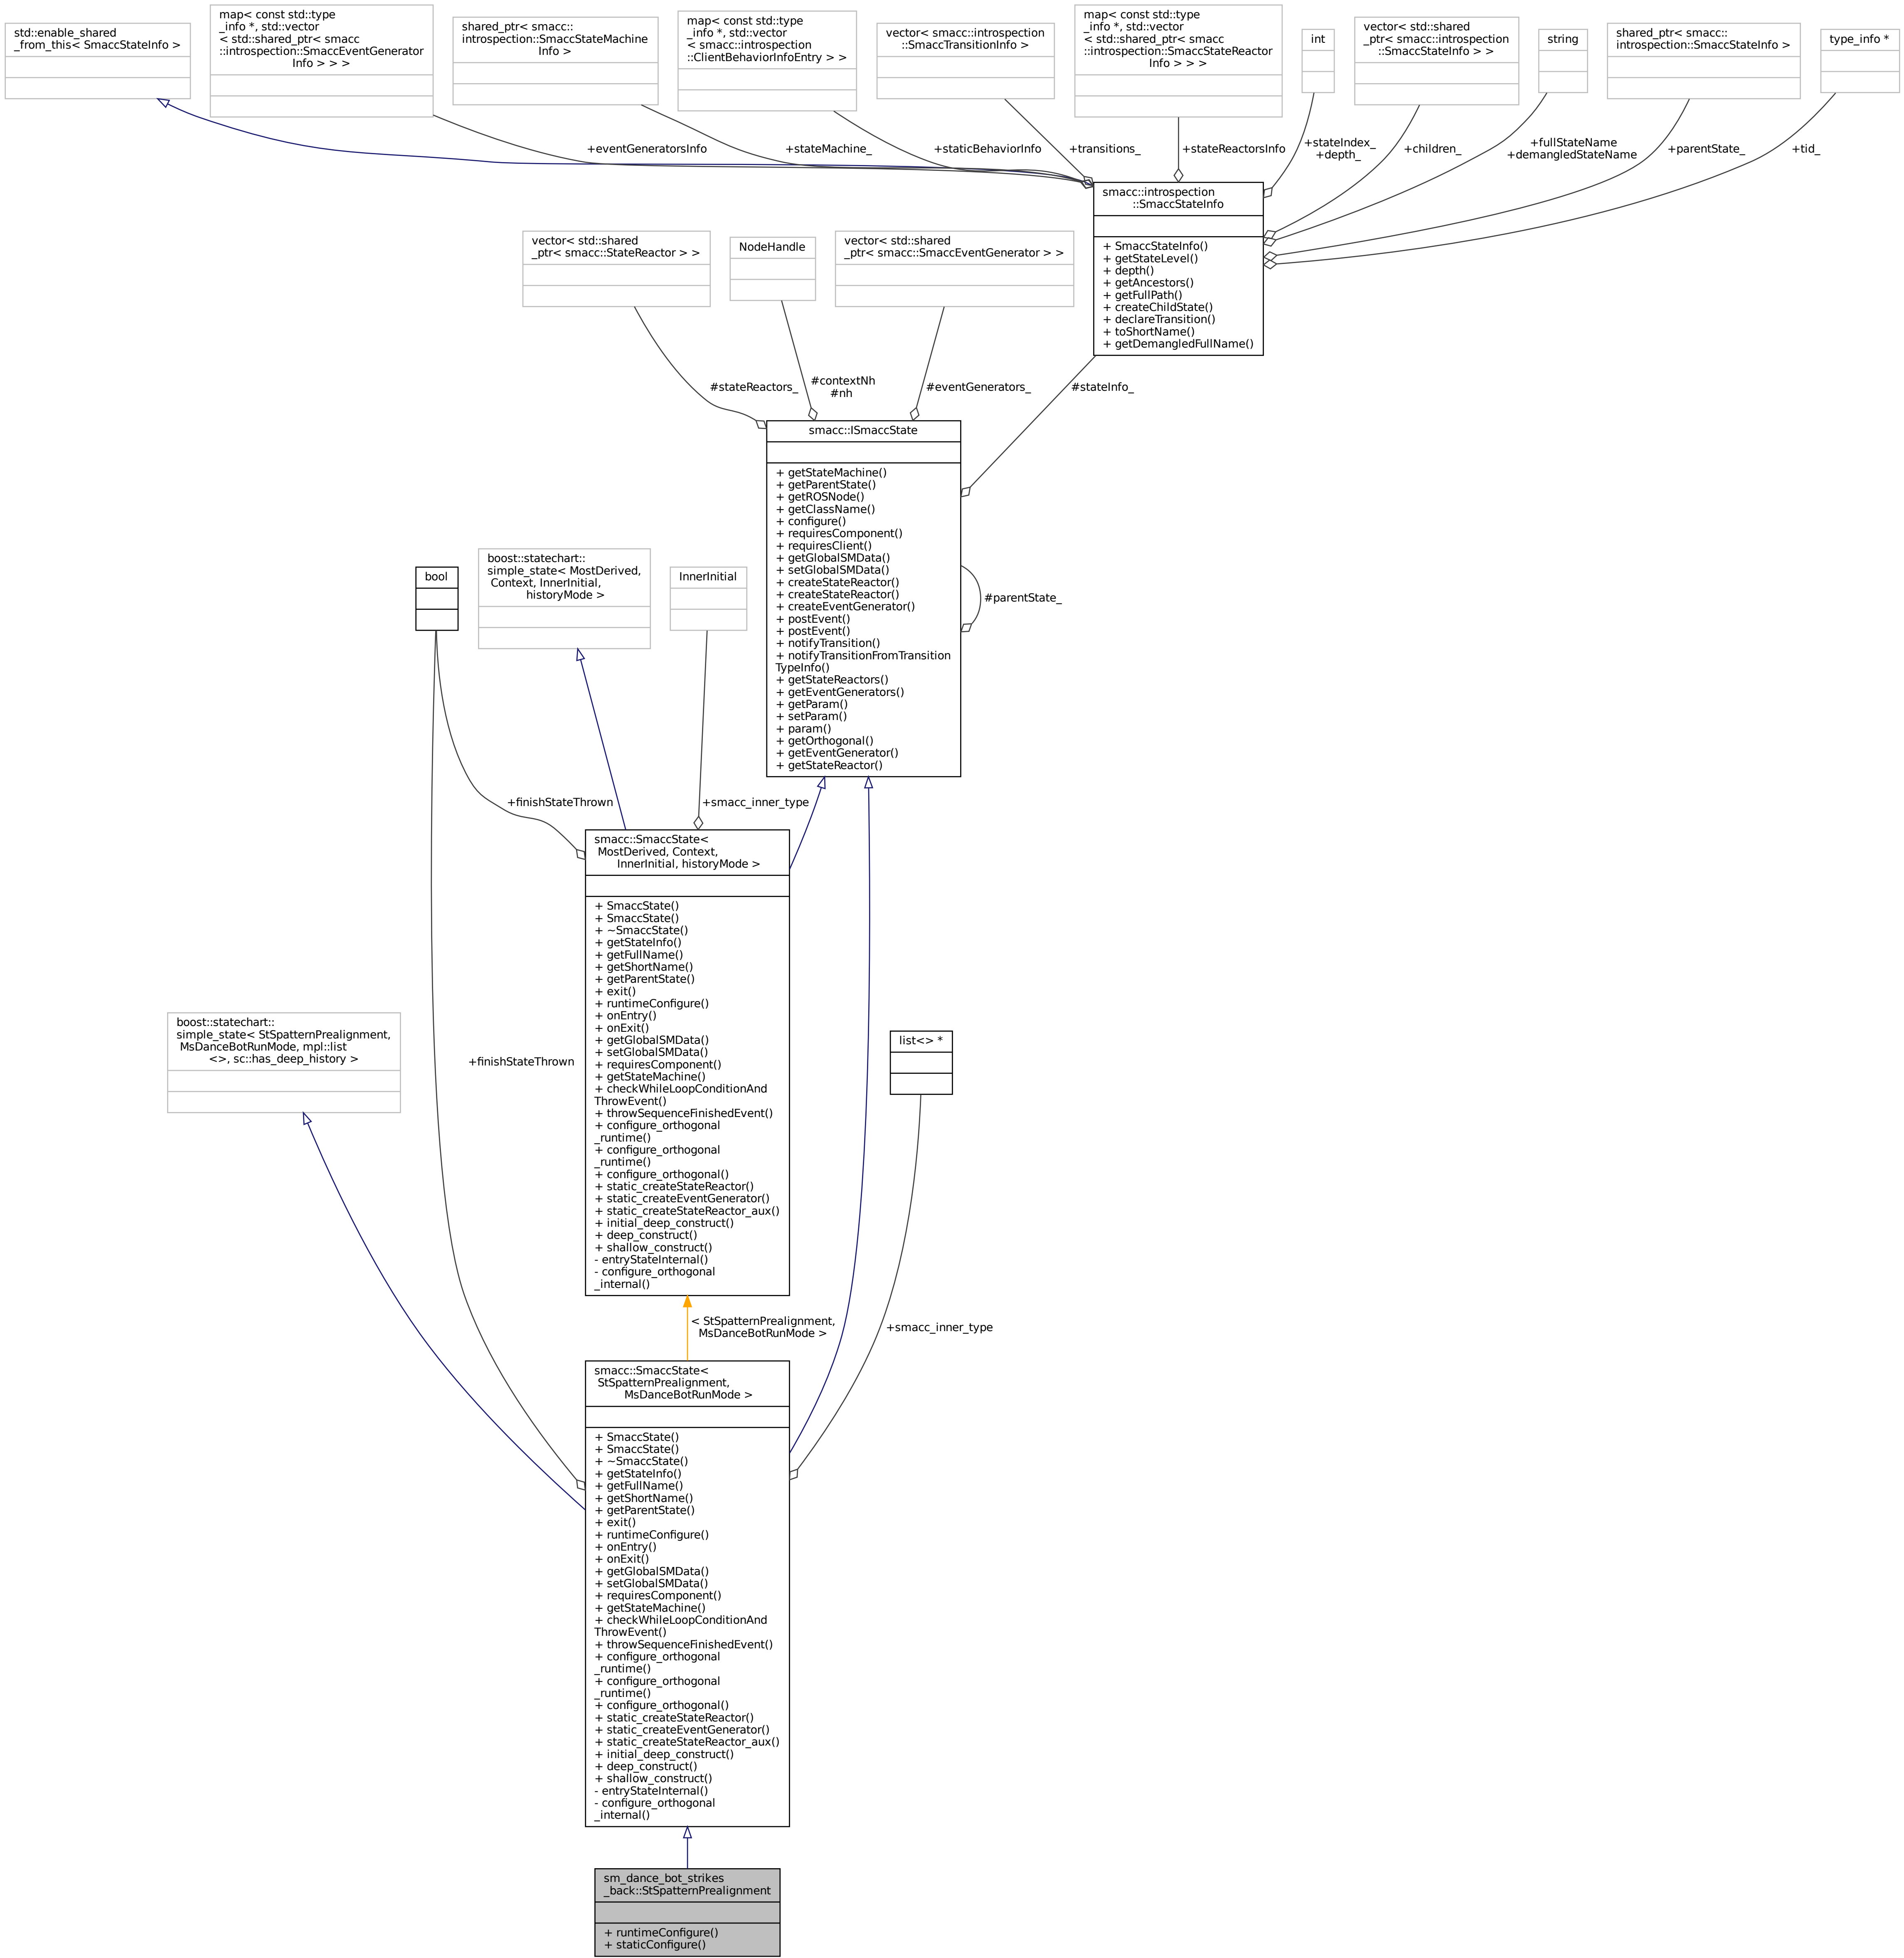 std::enable_shared
_from_this< SmaccStateInfo >
map< const std::type
_info *, std::vector
< std::shared_ptr< smacc
::introspection::SmaccEventGenerator
Info > > >
shared_ptr< smacc::
introspection::SmaccStateMachine
Info >
map< const std::type
_info *, std::vector
< smacc::introspection
::ClientBehaviorInfoEntry > >
vector< smacc::introspection
::SmaccTransitionInfo >
map< const std::type
_info *, std::vector
< std::shared_ptr< smacc
::introspection::SmaccStateReactor
Info > > >
int
vector< std::shared
_ptr< smacc::introspection
::SmaccStateInfo > >
string
shared_ptr< smacc::
introspection::SmaccStateInfo >
type_info *
+eventGeneratorsInfo
+stateMachine_
+staticBehaviorInfo
+transitions_
+stateReactorsInfo
+stateIndex_
+depth_
+children_
+fullStateName
+demangledStateName
+parentState_
+tid_
smacc::introspection
::SmaccStateInfo
+ SmaccStateInfo()
+ getStateLevel()
+ depth()
+ getAncestors()
+ getFullPath()
+ createChildState()
+ declareTransition()
+ toShortName()
+ getDemangledFullName()
vector< std::shared
_ptr< smacc::StateReactor > >
NodeHandle
vector< std::shared
_ptr< smacc::SmaccEventGenerator > >
#stateReactors_
#contextNh
#nh
#eventGenerators_
#stateInfo_
smacc::ISmaccState
+ getStateMachine()
+ getParentState()
+ getROSNode()
+ getClassName()
+ configure()
+ requiresComponent()
+ requiresClient()
+ getGlobalSMData()
+ setGlobalSMData()
+ createStateReactor()
+ createStateReactor()
+ createEventGenerator()
+ postEvent()
+ postEvent()
+ notifyTransition()
+ notifyTransitionFromTransition
TypeInfo()
+ getStateReactors()
+ getEventGenerators()
+ getParam()
+ setParam()
+ param()
+ getOrthogonal()
+ getEventGenerator()
+ getStateReactor()
#parentState_
bool
boost::statechart::
simple_state< MostDerived,
Context, InnerInitial,
historyMode >
InnerInitial
+finishStateThrown
+smacc_inner_type
smacc::SmaccState<
MostDerived, Context,
InnerInitial, historyMode >
+ SmaccState()
+ SmaccState()
+ ~SmaccState()
+ getStateInfo()
+ getFullName()
+ getShortName()
+ getParentState()
+ exit()
+ runtimeConfigure()
+ onEntry()
+ onExit()
+ getGlobalSMData()
+ setGlobalSMData()
+ requiresComponent()
+ getStateMachine()
+ checkWhileLoopConditionAnd
ThrowEvent()
+ throwSequenceFinishedEvent()
+ configure_orthogonal
_runtime()
+ configure_orthogonal
_runtime()
+ configure_orthogonal()
+ static_createStateReactor()
+ static_createEventGenerator()
+ static_createStateReactor_aux()
+ initial_deep_construct()
+ deep_construct()
+ shallow_construct()
- entryStateInternal()
- configure_orthogonal
_internal()
boost::statechart::
simple_state< StSpatternPrealignment,
MsDanceBotRunMode, mpl::list
<>, sc::has_deep_history >
+finishStateThrown
list<> *
< StSpatternPrealignment,
MsDanceBotRunMode >
+smacc_inner_type
smacc::SmaccState<
StSpatternPrealignment,
MsDanceBotRunMode >
+ SmaccState()
+ SmaccState()
+ ~SmaccState()
+ getStateInfo()
+ getFullName()
+ getShortName()
+ getParentState()
+ exit()
+ runtimeConfigure()
+ onEntry()
+ onExit()
+ getGlobalSMData()
+ setGlobalSMData()
+ requiresComponent()
+ getStateMachine()
+ checkWhileLoopConditionAnd
ThrowEvent()
+ throwSequenceFinishedEvent()
+ configure_orthogonal
_runtime()
+ configure_orthogonal
_runtime()
+ configure_orthogonal()
+ static_createStateReactor()
+ static_createEventGenerator()
+ static_createStateReactor_aux()
+ initial_deep_construct()
+ deep_construct()
+ shallow_construct()
- entryStateInternal()
- configure_orthogonal
_internal()
sm_dance_bot_strikes
_back::StSpatternPrealignment
+ runtimeConfigure()
+ staticConfigure()